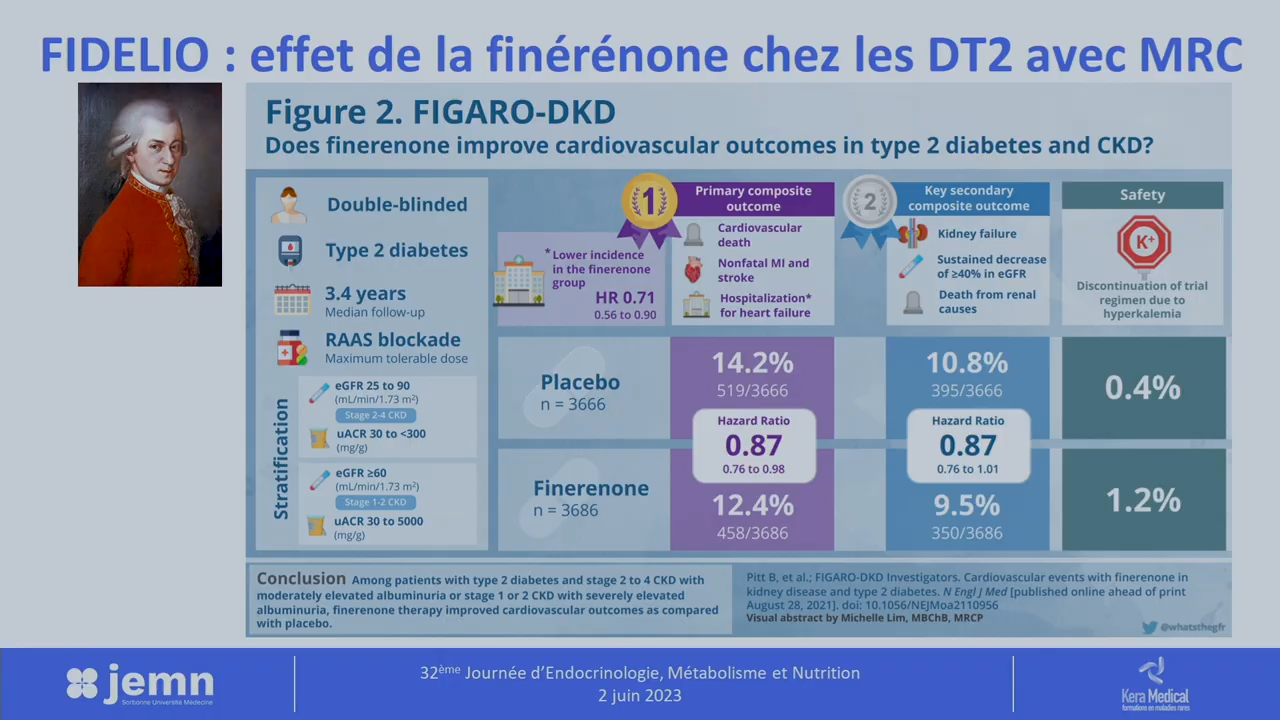 FIDELIO : effet de la finérénone chez les DT2 avec MRC
Figure 2. FIGARO-DKD
Does finerenone improve cardiovascular outcomes in type 2 diabetes and CKD?
Double-blinded
Type 2 diabetes
3.4 years
Median follow-up
RAAS blockade
Maximum tolerable dose
Stratification
eGFR 25 to 90
(mL/min/1.73 m²)
Stage 2-4 CKD
uACR 30 to <300
(mg/g)
eGFR ≥60
(mL/min/1.73 m²)
Stage 1-2 CKD
uACR 30 to 5000
(mg/g)
*Lower incidence
in the finerenone
group
HR 0.71
0.56 to 0.90
1
Primary composite
outcome
Cardiovascular
death
Nonfatal MI and
stroke
Hospitalization*
for heart failure
2
Key secondary
composite outcome
Kidney failure
Sustained decrease
of ≥40% in eGFR
Death from renal
causes
Safety
K+
Discontinuation of trial
regimen due to
hyperkalemia
Placebo
n = 3666
14.2%
519/3666
10.8%
395/3666
0.4%
Hazard Ratio
0.87
0.76 to 0.98
Hazard Ratio
0.87
0.76 to 1.01
Finerenone
n = 3686
12.4%
458/3686
9.5%
350/3686
1.2%
Conclusion Among patients with type 2 diabetes and stage 2 to 4 CKD with
moderately elevated albuminuria or stage 1 or 2 CKD with severely elevated
albuminuria, finerenone therapy improved cardiovascular outcomes as compared
with placebo.
Pitt B, et al.; FIGARO-DKD Investigators. Cardiovascular events with finerenone in
kidney disease and type 2 diabetes. N Engl J Med [published online ahead of print
August 28, 2021]. doi: 10.1056/NEJMoa2110956
Visual abstract by Michelle Lim, MBChB, MRCP
@whatsthegfr
jemn
Sorbonne Université Médecine
32ème Journée d'Endocrinologie, Métabolisme et Nutrition
2 juin 2023
Kera Medical
formations en maladies rares